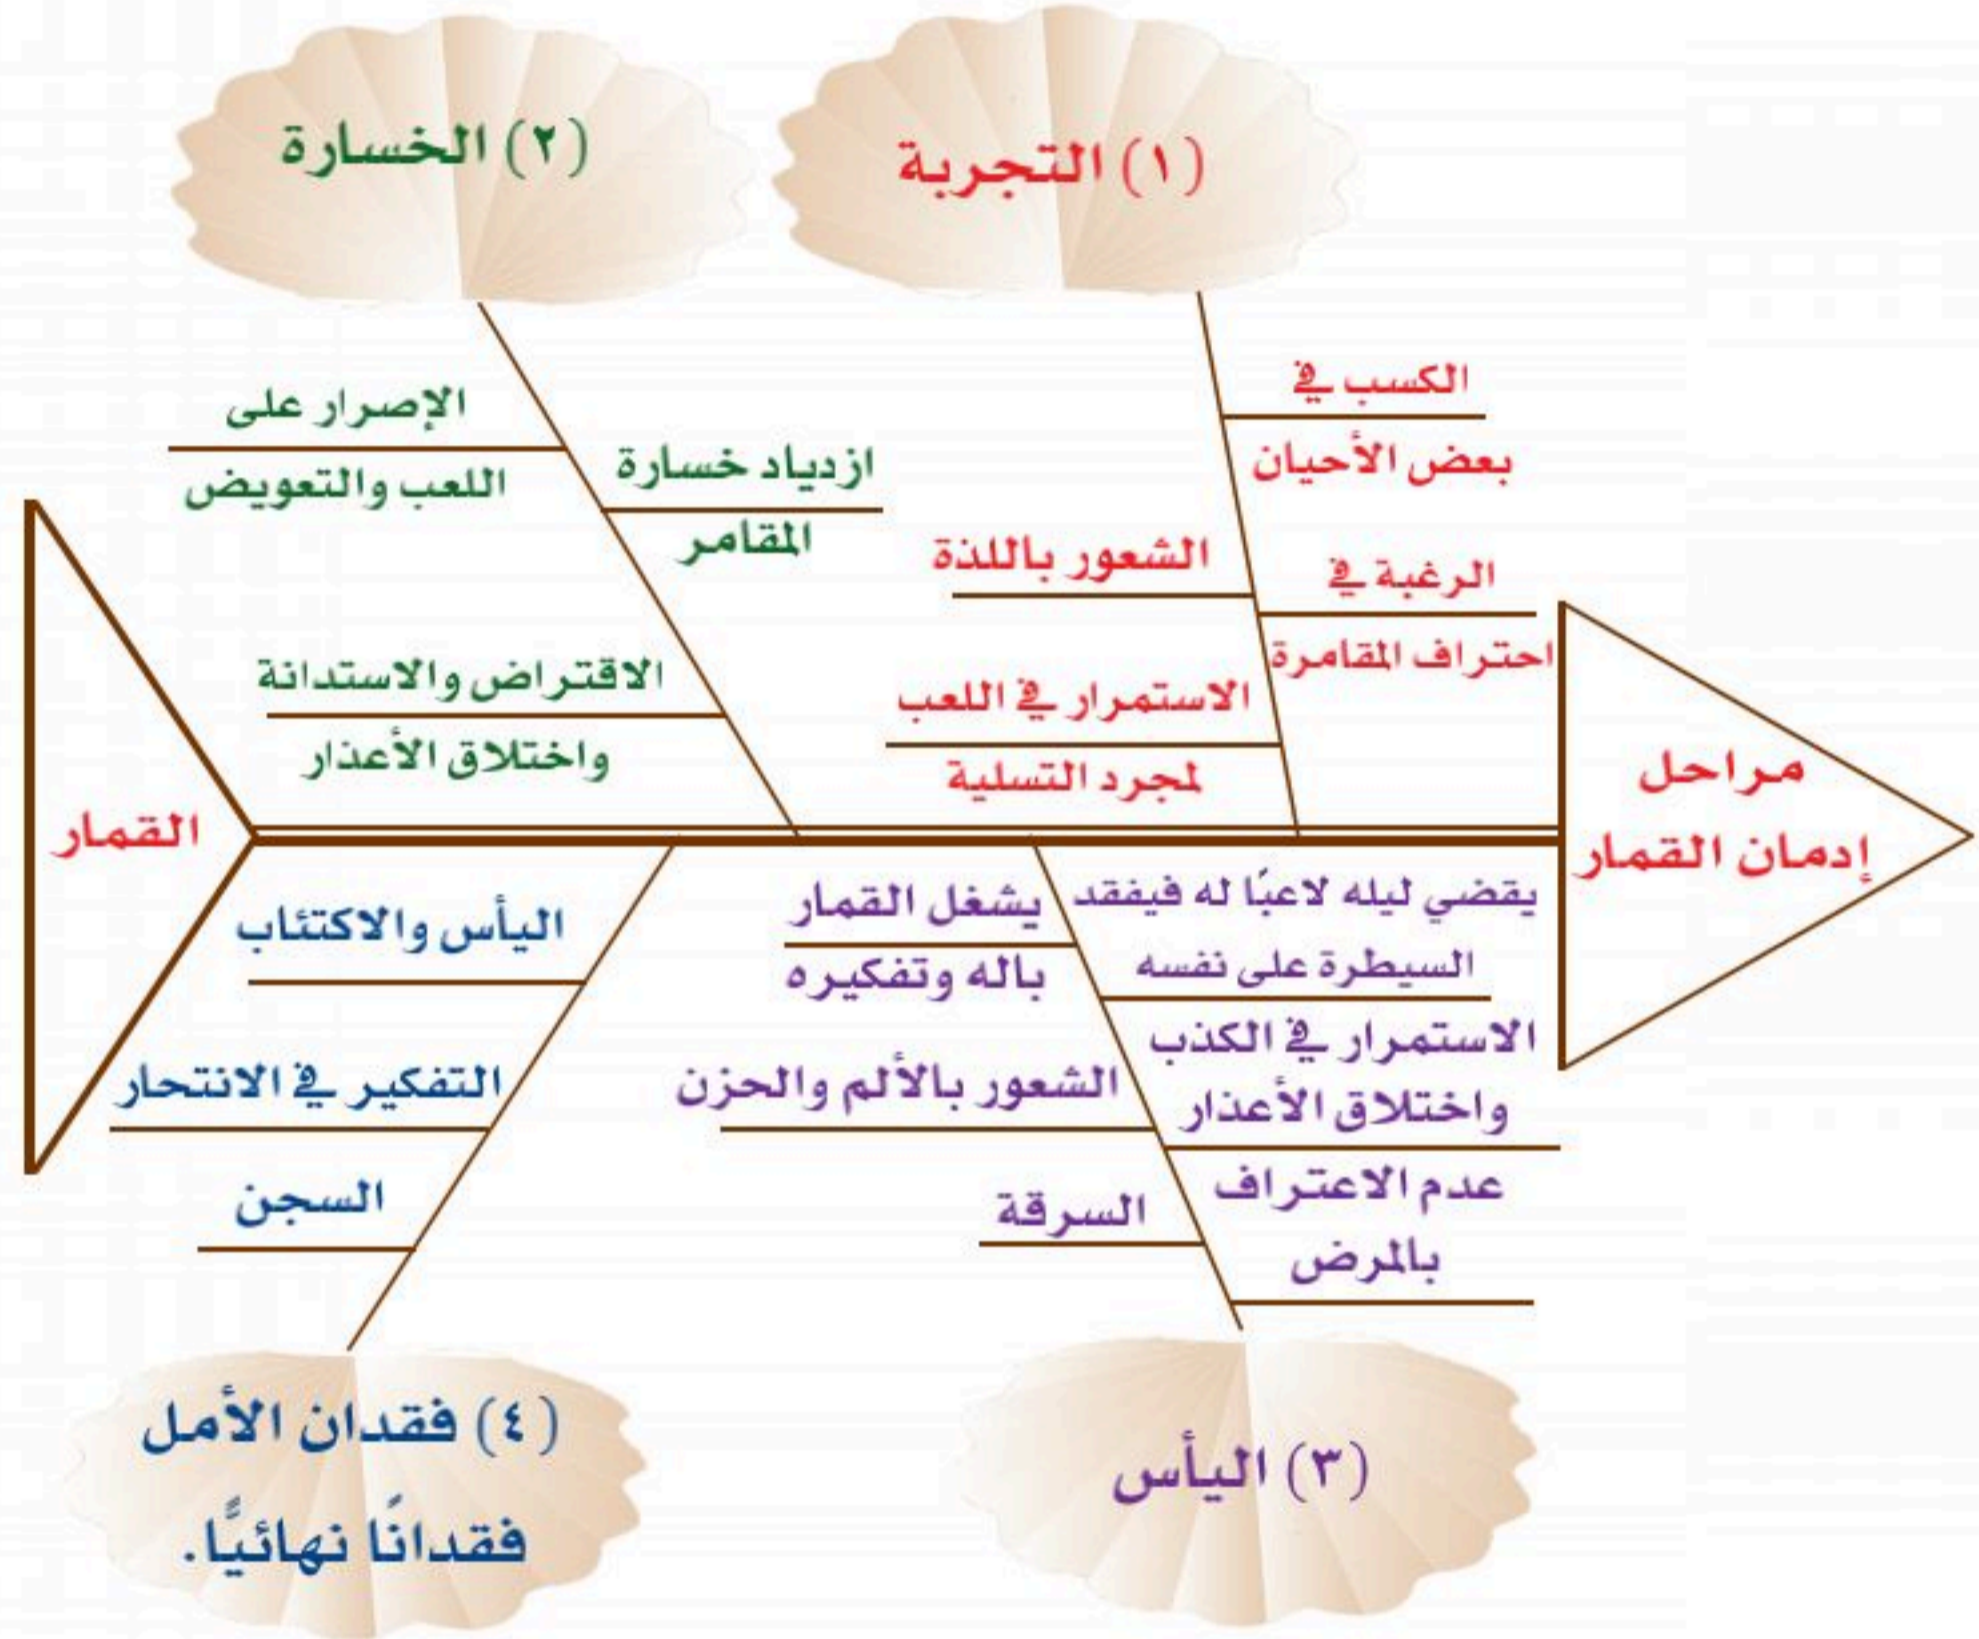 مراحل
إدمان القمار
(١) التجربة
الكسب في
بعض الأحيان
الرغبة في
احتراف المقامرة
الشعور باللذة
الاستمرار في اللعب
لمجرد التسلية
(٢) الخسارة
ازدياد خسارة
المقامر
الإصرار على
اللعب والتعويض
الاقتراض والاستدانة
واختلاق الأعذار
(٣) اليأس
يقضي ليله لاعبًا له فيفقد
السيطرة على نفسه
الاستمرار في الكذب
واختلاق الأعذار
عدم الاعتراف
بالمرض
يشغل القمار
باله وتفكيره
الشعور بالألم والحزن
السرقة
(٤) فقدان الأمل
فقدانًا نهائيًّا.
اليأس والاكتئاب
التفكير في الانتحار
السجن
القمار